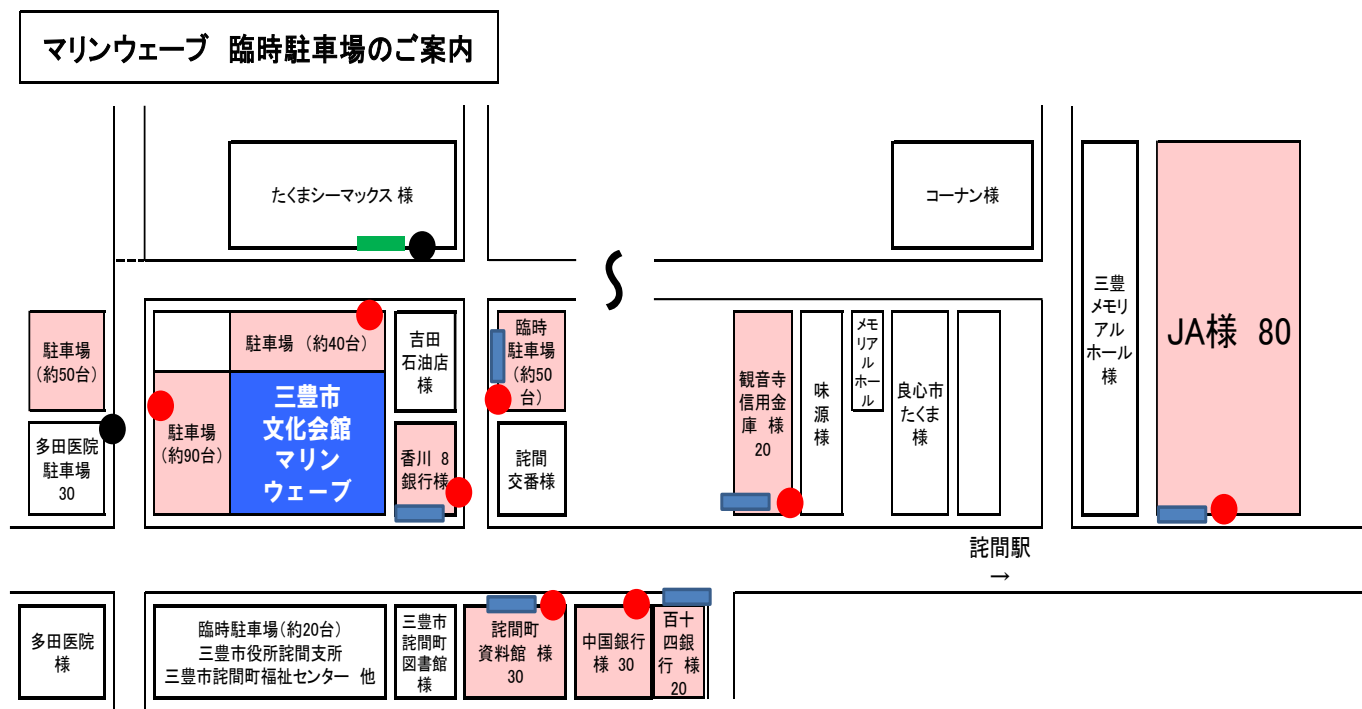 マリンウェーブ 臨時駐車場のご案内
たくまシーマックス 様
コーナン様
駐車場
(約50台)
多田医院
駐車場
30
駐車場 (約40台)
駐車場
(約90台)
三豊市
文化会館
マリン
ウェーブ
吉田
石油店
様
香川 8
銀行様
臨時
駐車場
(約50
台)
詫間
交番様
観音寺
信用金
庫 様
20
味
源
様
メモ
リアル
ホー
ル
良心市
たくま
様
三豊
メモリ
アル
ホール
様
JA様 80
詫間駅
→
多田医院
様
臨時駐車場(約20台)
三豊市役所詫間支所
三豊市詫間町福祉センター 他
三豊市
詫間町
図書館
様
詫間町
資料館 様
30
中国銀行
様 30
百十
四銀
行 様
20